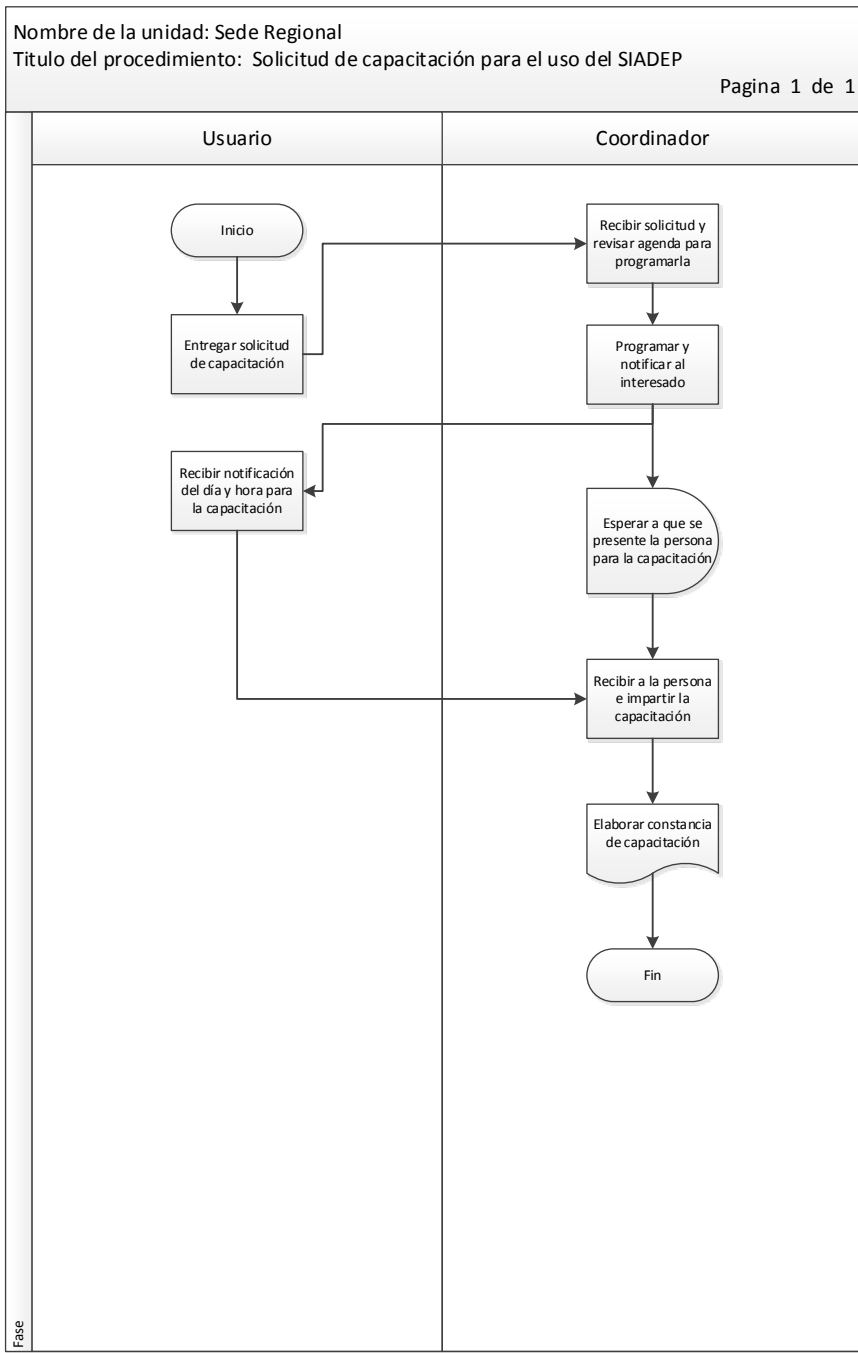 Nombre de la unidad: Sede Regional
Titulo del procedimiento: Solicitud de capacitación para el uso del SIADEP
Pagina 1 de 1
Usuario
Coordinador
Inicio
Entregar solicitud
de capacitación
Recibir solicitud y
revisar agenda para
programarla
Programar y
notificar al
interesado
Recibir notificación
del día y hora para
la capacitación
Esperar a que se
presente la persona
para la capacitación
Recibir a la persona
e impartir la
capacitación
Elaborar constancia
de capacitación
Fin
Fase